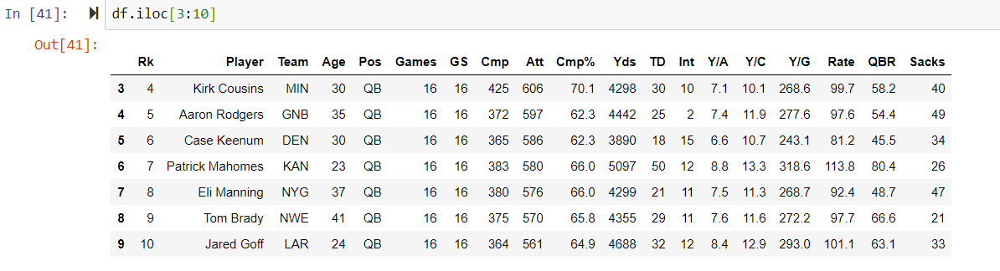 In [41]: df.iloc[3:10]
Out[41]:
Rk Player Team Age Pos Games GS Cmp Att Cmp% Yds TD Int Y/A Y/C Y/G Rate QBR Sacks
3 4 Kirk Cousins MIN 30 QB 16 16 425 606 70.1 4298 30 10 7.1 10.1 268.6 99.7 58.2 40
4 5 Aaron Rodgers GNB 35 QB 16 16 372 597 62.3 4442 25 2 7.4 11.9 277.6 97.6 54.4 49
5 6 Case Keenum DEN 30 QB 16 16 365 586 62.3 3890 18 15 6.6 10.7 243.1 81.2 45.5 34
6 7 Patrick Mahomes KAN 23 QB 16 16 383 580 66.0 5097 50 12 8.8 13.3 318.6 113.8 80.4 26
7 8 Eli Manning NYG 37 QB 16 16 380 576 66.0 4299 21 11 7.5 11.3 268.7 92.4 48.7 47
8 9 Tom Brady NWE 41 QB 16 16 375 570 65.8 4355 29 11 7.6 11.6 272.2 97.7 66.6 21
9 10 Jared Goff LAR 24 QB 16 16 364 561 64.9 4688 32 12 8.4 12.9 293.0 101.1 63.1 33